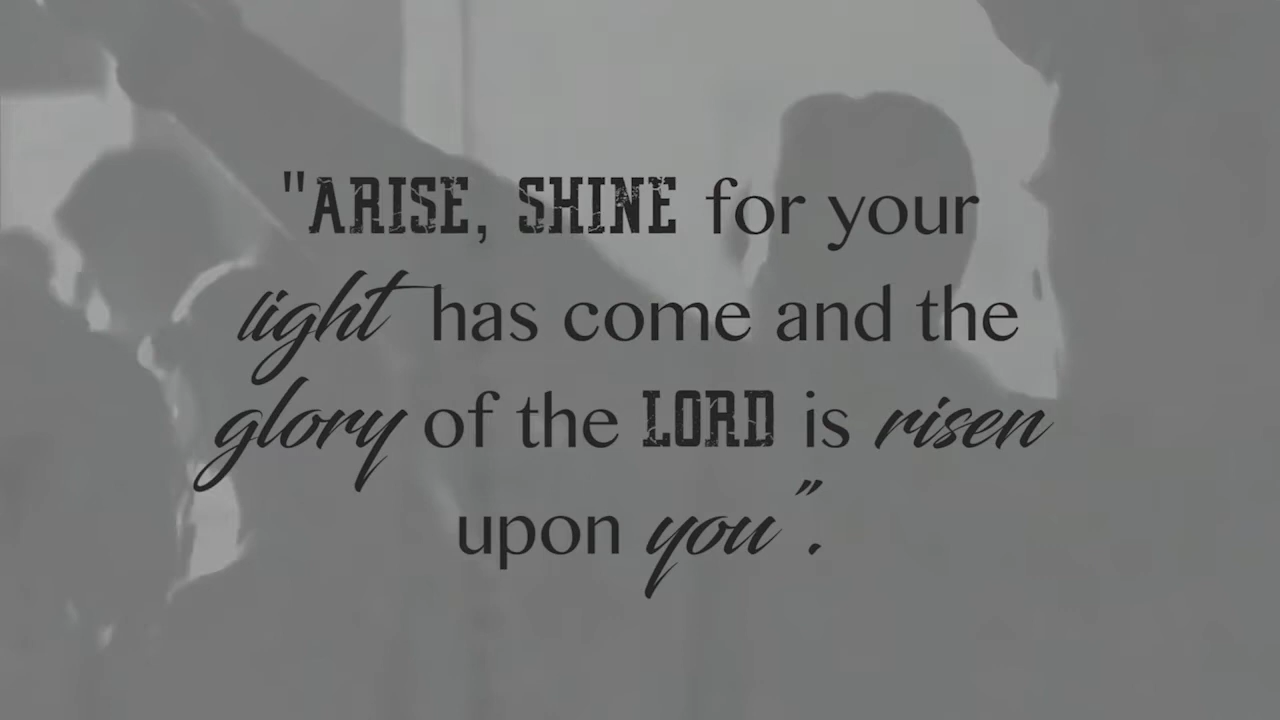 "ARISE, SHINE for your
light has come and the
glory of the LORD is risen
upon you”.